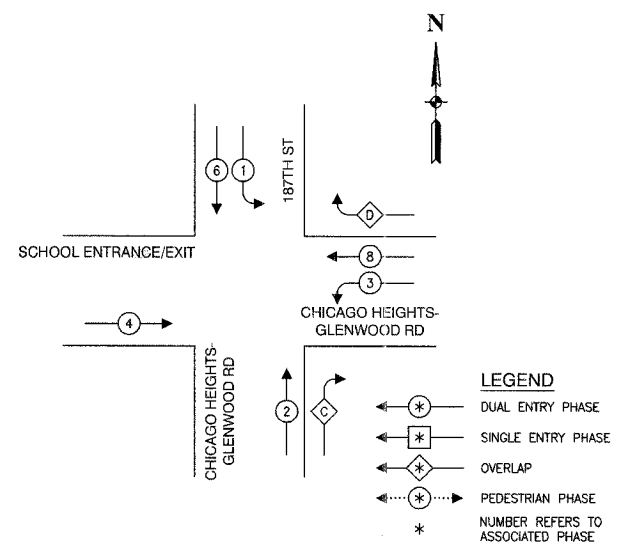 N
6
1
187TH ST
D
SCHOOL ENTRANCE/EXIT
8
3
4
CHICAGO HEIGHTS-
GLENWOOD RD
CHICAGO HEIGHTS-
GLENWOOD RD
2
C
LEGEND
* DUAL ENTRY PHASE
* SINGLE ENTRY PHASE
* OVERLAP
* PEDESTRIAN PHASE
* NUMBER REFERS TO
ASSOCIATED PHASE